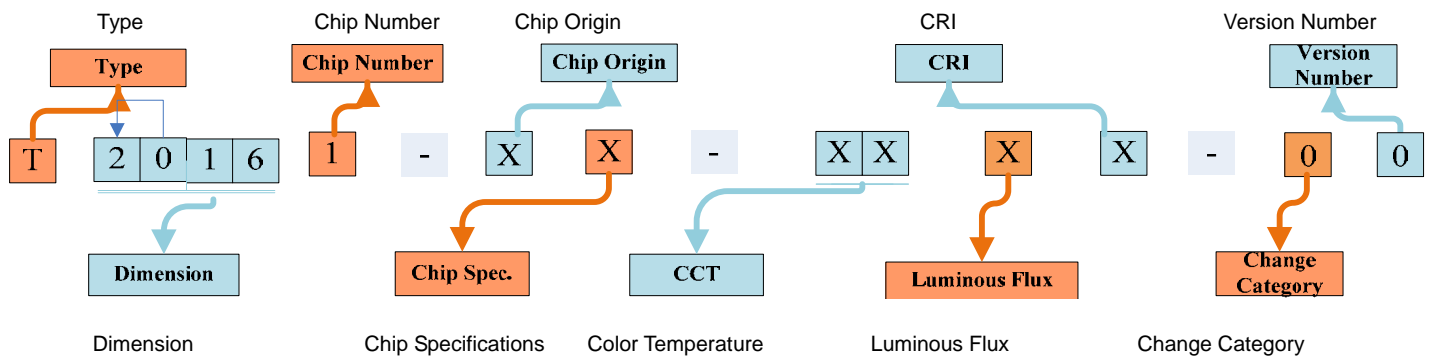 Type Chip Number Chip Origin CRI Version Number
Type Chip Number Chip Origin CRI Version
Number
T 2 0 1 6 1 - X X - X X X X - 0 0
Dimension Chip Spec. CCT Luminous Flux Change
Category
Dimension Chip Specifications Color Temperature Luminous Flux Change Category